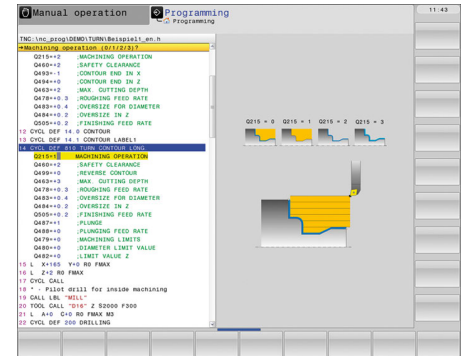 Manual operation
Programming
Programming
11:43
TNC:\nc_prog\DEMO\TURN\Beispiel1_en.h
→Machining operation (0/1/2/3)?
Q215=+2 ;MACHINING OPERATION
Q460=+2 ;SAFETY CLEARANCE
Q493=-1 ;CONTOUR END IN X
Q494=+0 ;CONTOUR END IN Z
Q463=+2 ;MAX. CUTTING DEPTH
Q478=+0.3 ;ROUGHING FEED RATE
Q483=+0.4 ;OVERSIZE FOR DIAMETER
Q484=+0.2 ;OVERSIZE IN Z
Q505=+0.2 ;FINISHING FEED RATE
12 CYCL DEF 14.0 CONTOUR
13 CYCL DEF 14.1 CONTOUR LABEL1
14 CYCL DEF 810 TURN CONTOUR LONG.
Q215=+1 MACHINING OPERATION
Q460=+2 ;SAFETY CLEARANCE
Q499=+0 ;REVERSE CONTOUR
Q463=+3 ;MAX. CUTTING DEPTH
Q478=+0.3 ;ROUGHING FEED RATE
Q483=+0.4 ;OVERSIZE FOR DIAMETER
Q484=+0.2 ;OVERSIZE IN Z
Q505=+0.2 ;FINISHING FEED RATE
Q487=+1 ;PLUNGE
Q488=+0 ;PLUNGING FEED RATE
Q479=+0 ;MACHINING LIMITS
Q480=+0 ;DIAMETER LIMIT VALUE
Q482=+0 ;LIMIT VALUE Z
15 L X+165 Y+0 R0 FMAX
16 L Z+2 R0 FMAX
17 CYCL CALL
18 * - Pilot drill for inside machining
19 CALL LBL "MILL"
20 TOOL CALL "D16" Z S2000 F300
21 L A+0 C+0 R0 FMAX M3
22 CYCL DEF 200 DRILLING
Q215 = 0 Q215 = 1 Q215 = 2 Q215 = 3